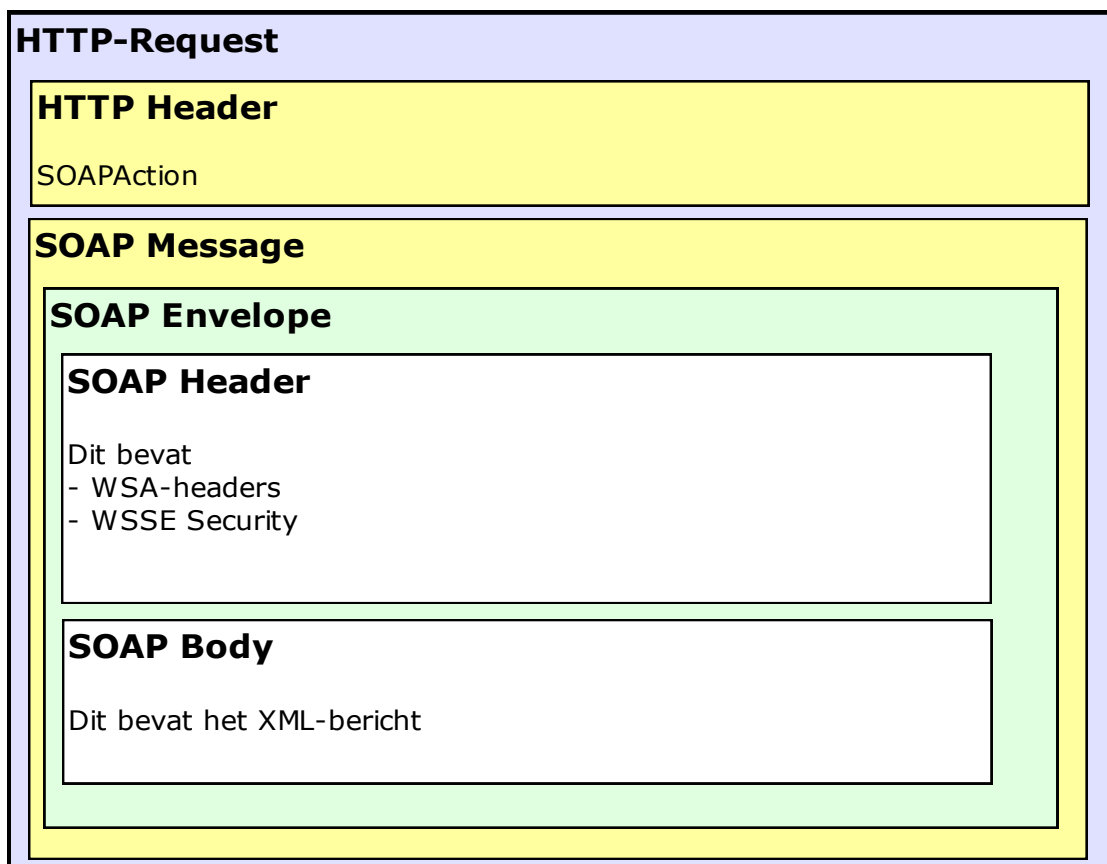 HTTP-Request
HTTP Header
SOAPAction
SOAP Message
SOAP Envelope
SOAP Header
Dit bevat
- WSA-headers
- WSSE Security
SOAP Body
Dit bevat het XML-bericht